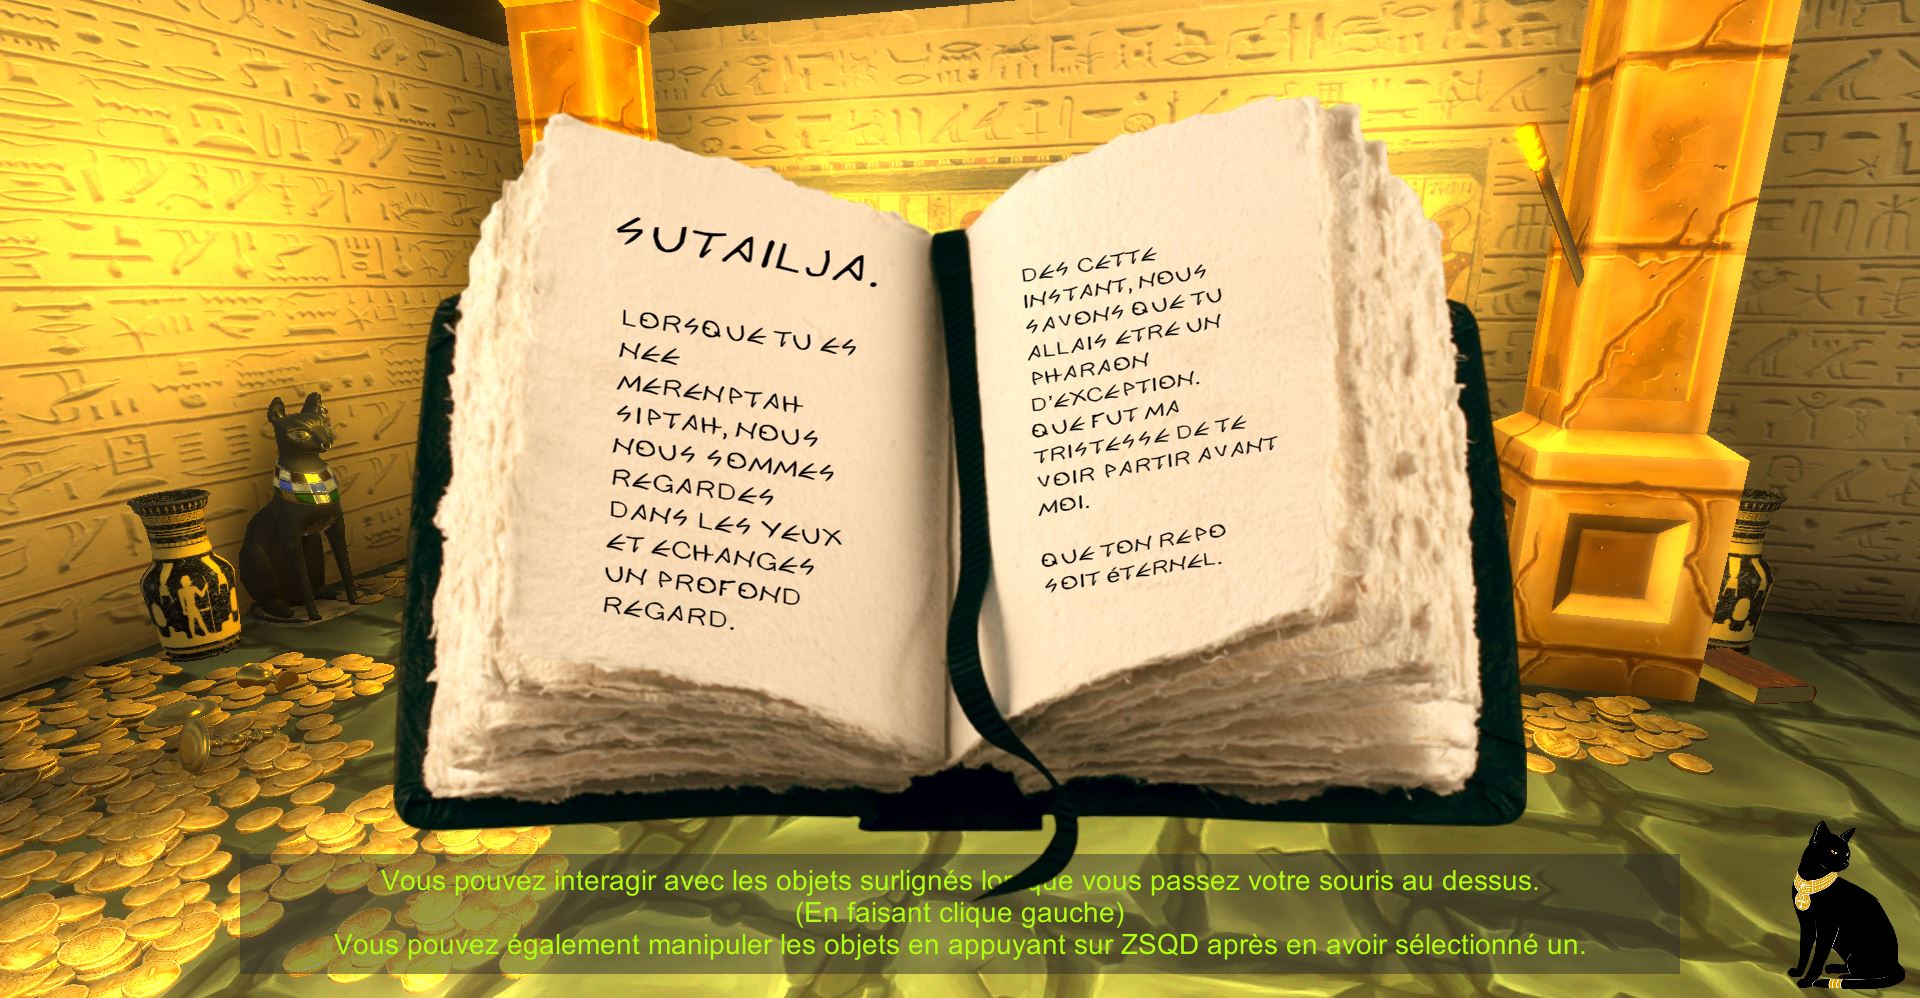 SUTAILJA.
LORSQUE TU ES
NEE
MERENPTAH
SIPTAH, NOUS
NOUS SOMMES
REGARDES
DANS LES YEUX
ET ECHANGES
UN PROFOND
REGARD.
DES CETTE
INSTANT, NOUS
SAVONS QUE TU
ALLAIS ETRE UN
PHARAON
D'EXCEPTION.
QUE FUT MA
TRISTESSE DE TE
VOIR PARTIR AVANT
MOI.
QUE TON REPO
SOIT éTERNEL.
Vous pouvez interagir avec les objets surlignés lorsque vous passez votre souris au dessus.
(En faisant clique gauche)
Vous pouvez également manipuler les objets en appuyant sur ZSQD après en avoir sélectionné un.